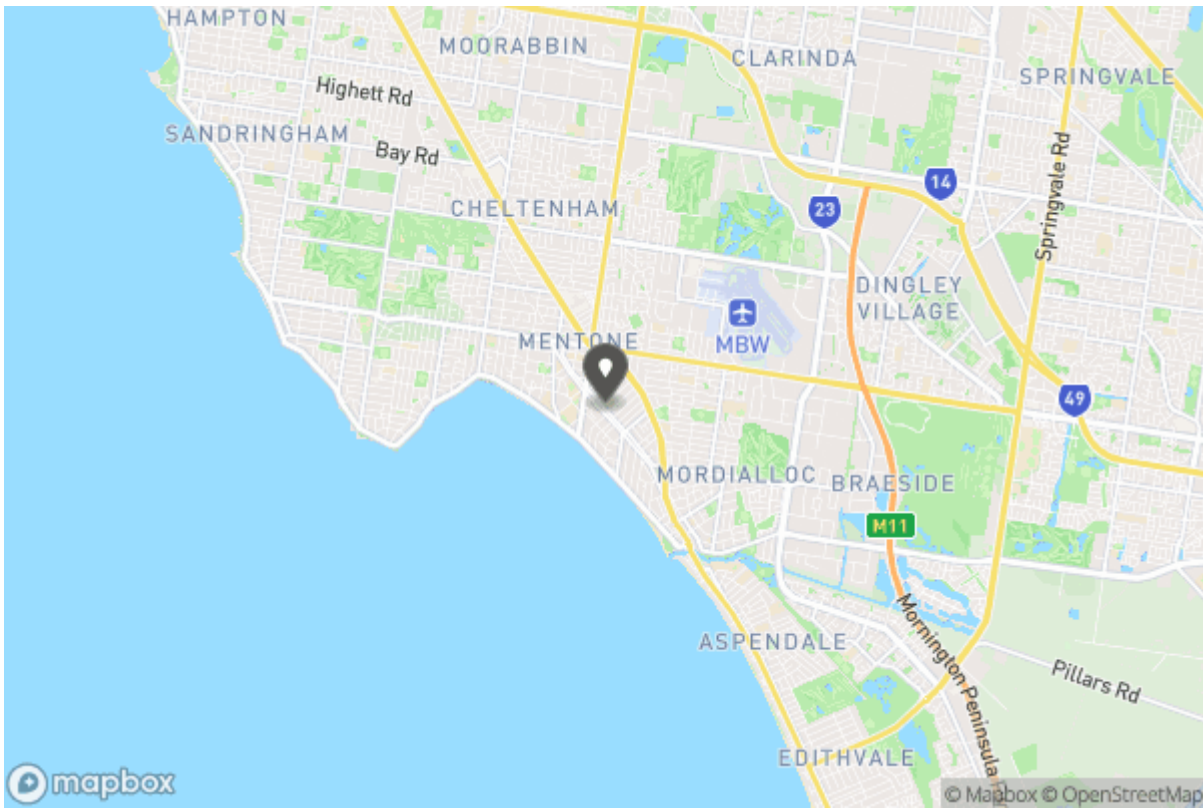 HAMPTON
MOORABBIN
CLARINDA
SPRINGVALE
Highett Rd
SANDRINGHAM
Bay Rd
Springvale Rd
14
CHELTENHAM
23
DINGLEY
VILLAGE
MENTONE
MBW
49
MORDIALLOC
BRAESIDE
M11
ASPENDALE
Mornington Peninsula
Pillars Rd
EDITHVALE
mapbox
© Mapbox © OpenStreetMap